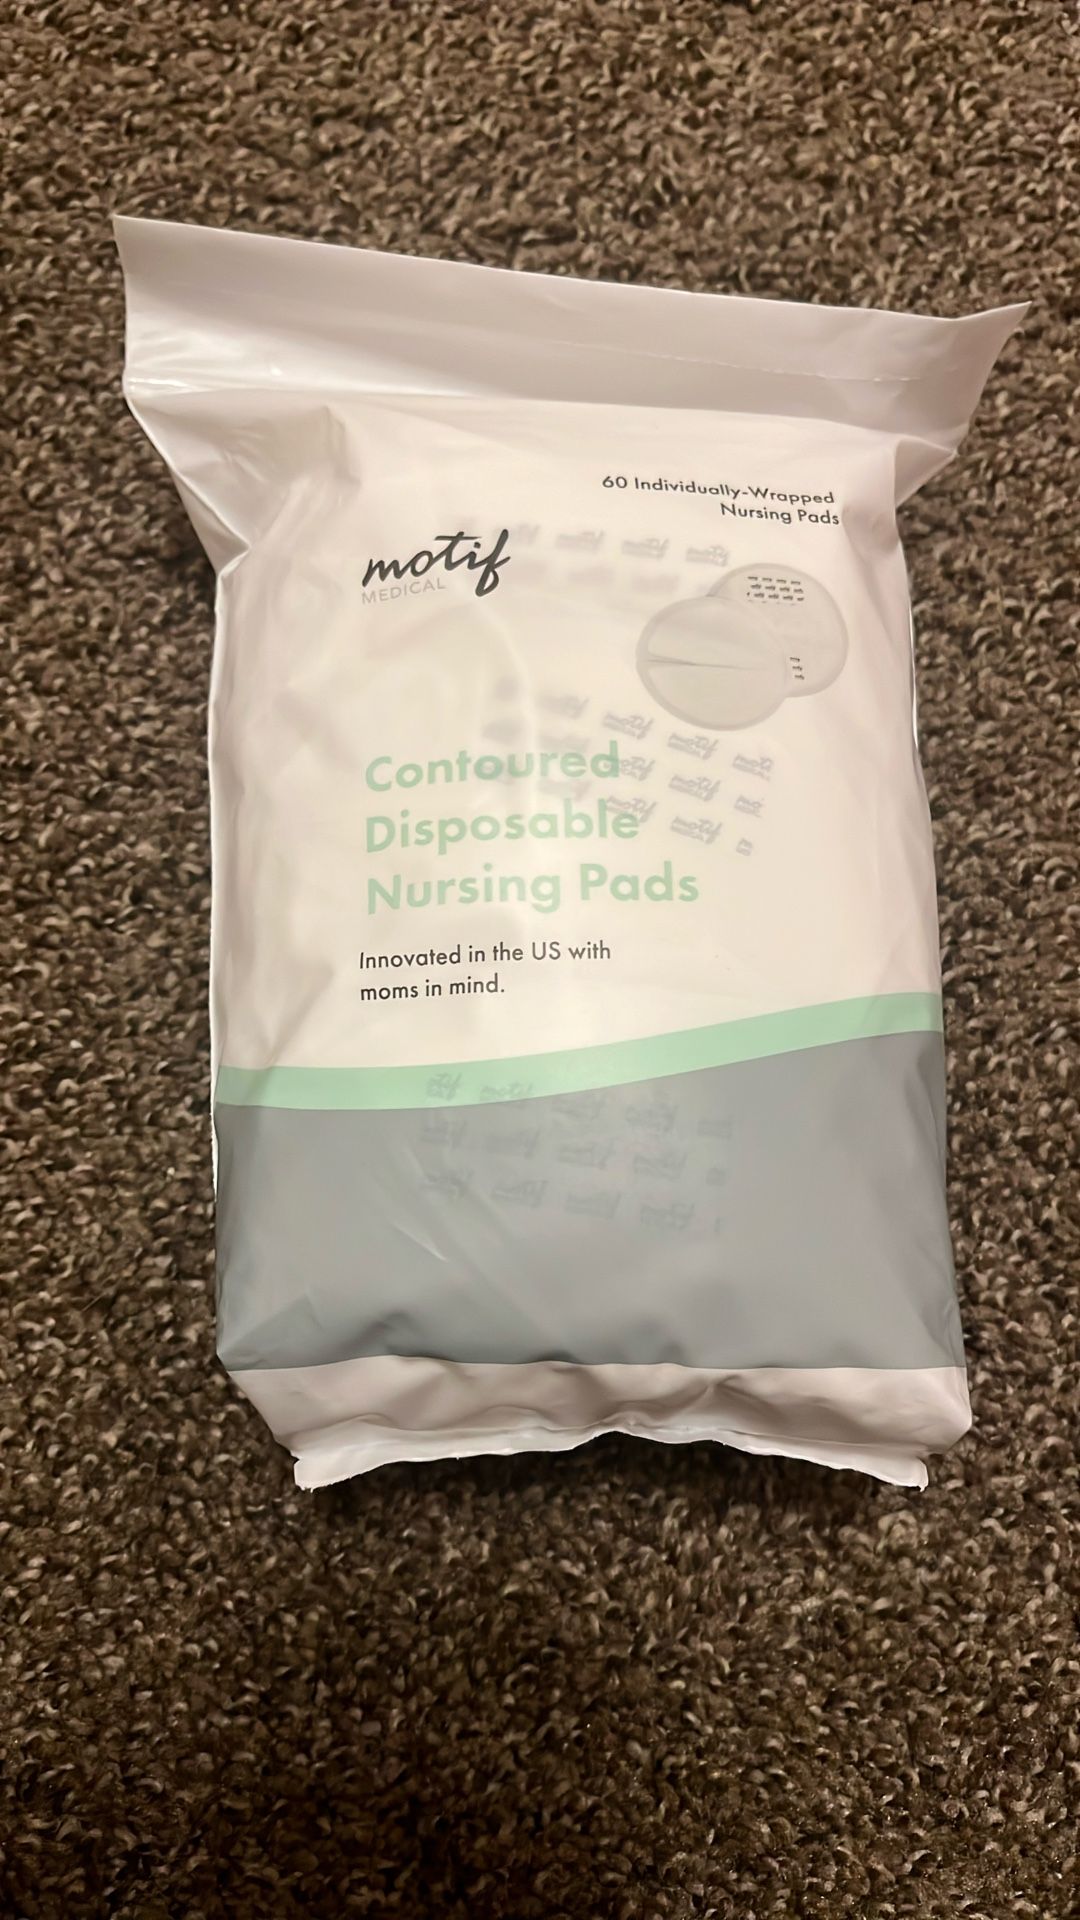 60 Individually-Wrapped
Nursing Pads
motif
MEDICAL
Contoured
Disposable
Nursing Pads
Innovated in the US with
moms in mind.